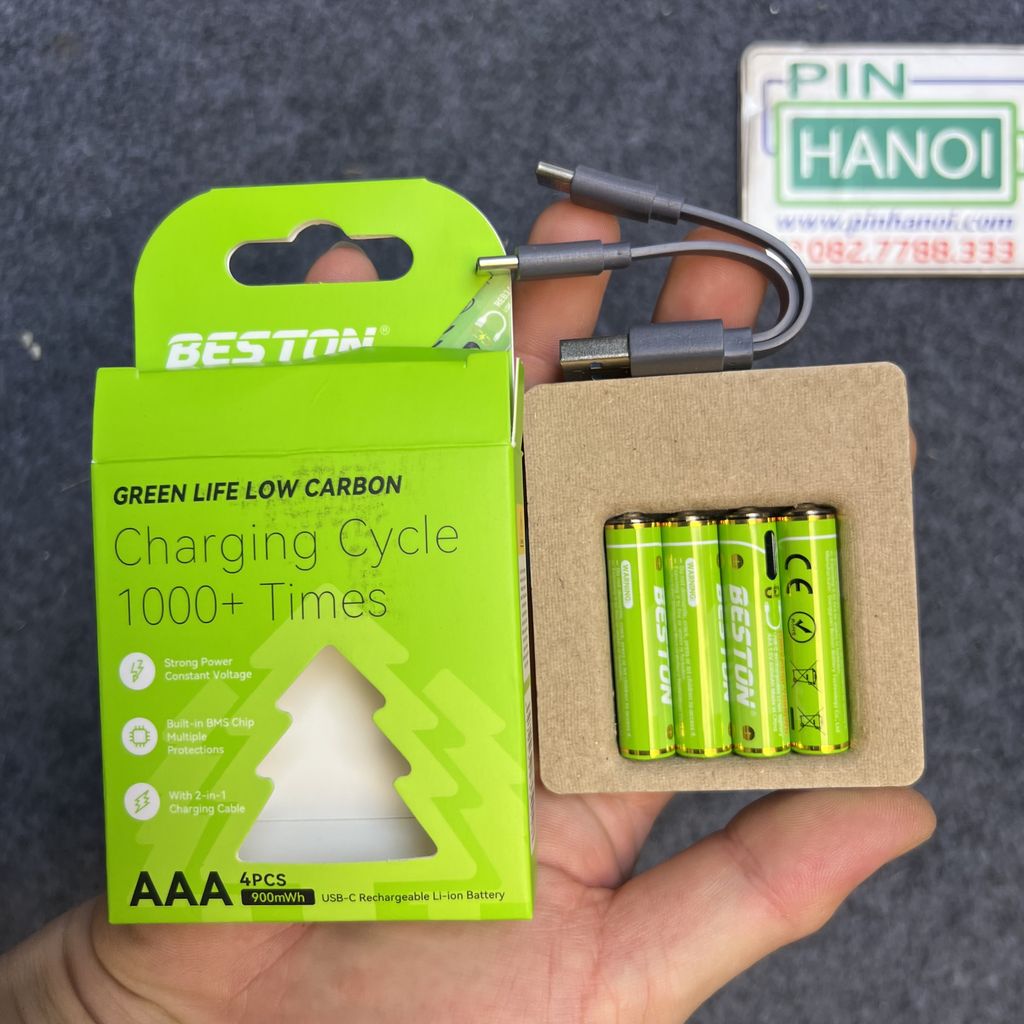 PIN
HANOI
www.pinhanoi.com
082.7788.333
BESTON®
GREEN LIFE LOW CARBON
Charging Cycle
1000+ Times
Strong Power
Constant Voltage
Built-in BMS Chip
Multiple
Protections
With 2-in-1
Charging Cable
AAA
4PCS
900mWh
USB-C Rechargeable Li-ion Battery
WARNING
BESTON
WARNING
BESTON
CE